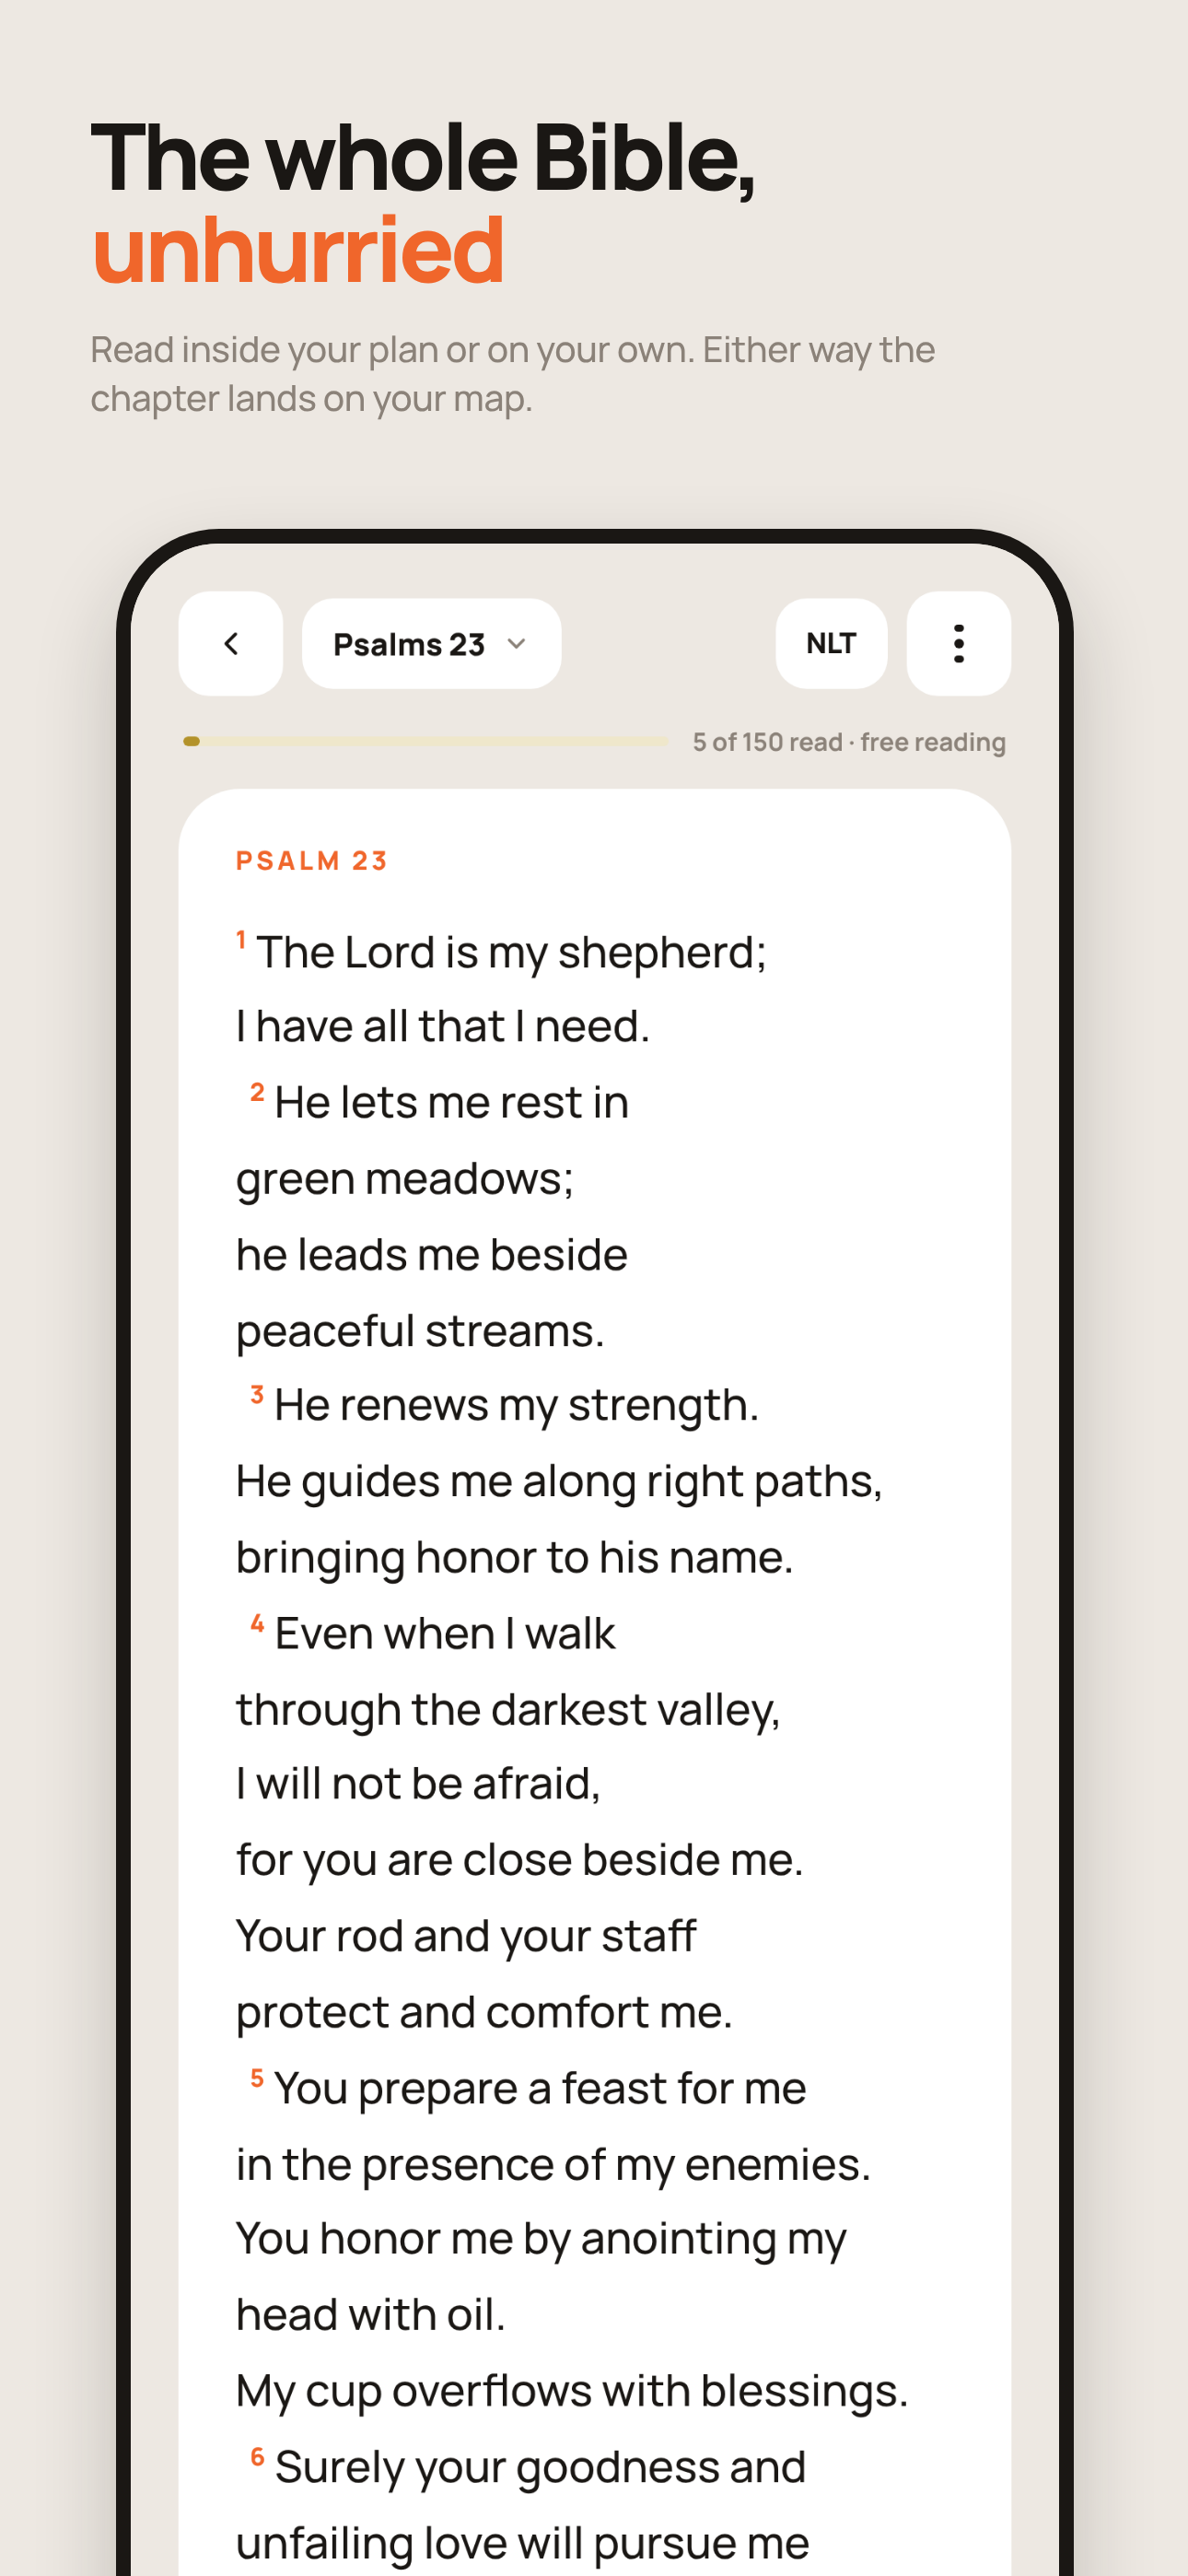 The whole Bible,
unhurried
Read inside your plan or on your own. Either way the
chapter lands on your map.
Psalms 23
NLT
5 of 150 read · free reading
PSALM 23
1 The Lord is my shepherd;
I have all that I need.
2 He lets me rest in
green meadows;
he leads me beside
peaceful streams.
3 He renews my strength.
He guides me along right paths,
bringing honor to his name.
4 Even when I walk
through the darkest valley,
I will not be afraid,
for you are close beside me.
Your rod and your staff
protect and comfort me.
5 You prepare a feast for me
in the presence of my enemies.
You honor me by anointing my
head with oil.
My cup overflows with blessings.
6 Surely your goodness and
unfailing love will pursue me